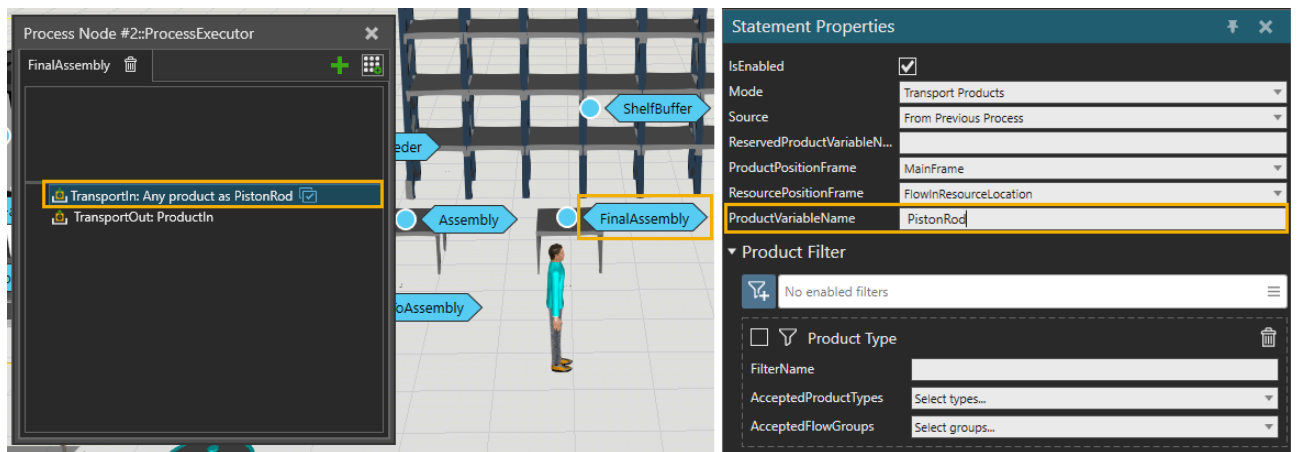 Process Node #2::ProcessExecutor
FinalAssembly
TransportIn: Any product as PistonRod
TransportOut: ProductIn
ShelfBuffer
eder
Assembly
FinalAssembly
oAssembly
Statement Properties
IsEnabled
Mode Transport Products
Source From Previous Process
ReservedProductVariableN...
ProductPositionFrame MainFrame
ResourcePositionFrame FlowInResourceLocation
ProductVariableName PistonRod
Product Filter
No enabled filters
Product Type
FilterName
AcceptedProductTypes Select types...
AcceptedFlowGroups Select groups...